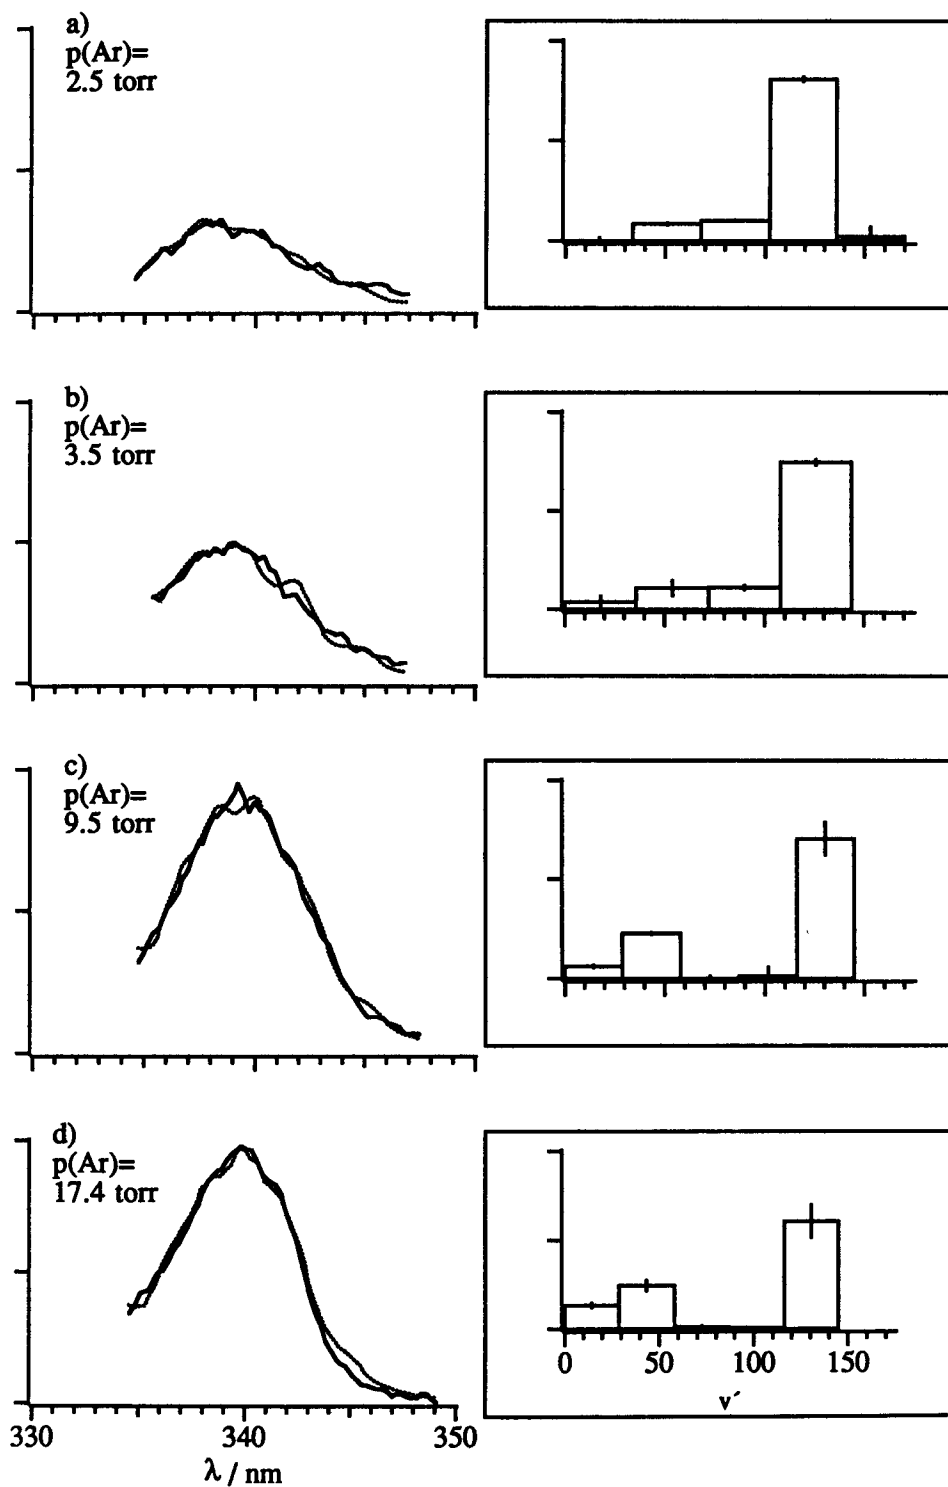 a)
p(Ar)=
2.5 torr
b)
p(Ar)=
3.5 torr
c)
p(Ar)=
9.5 torr
d)
p(Ar)=
17.4 torr
330 340 350
λ / nm
0 50 100 150
v´